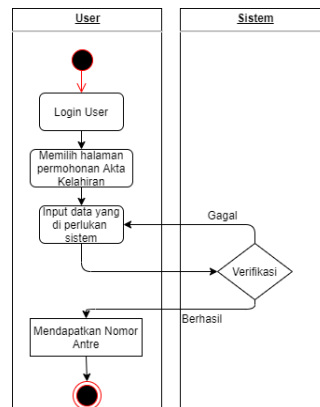 User
Sistem
Login User
Memilih halaman
permohonan Akta
Kelahiran
Input data yang
di perlukan
sistem
Gagal
Verifikasi
Berhasil
Mendapatkan Nomor
Antre